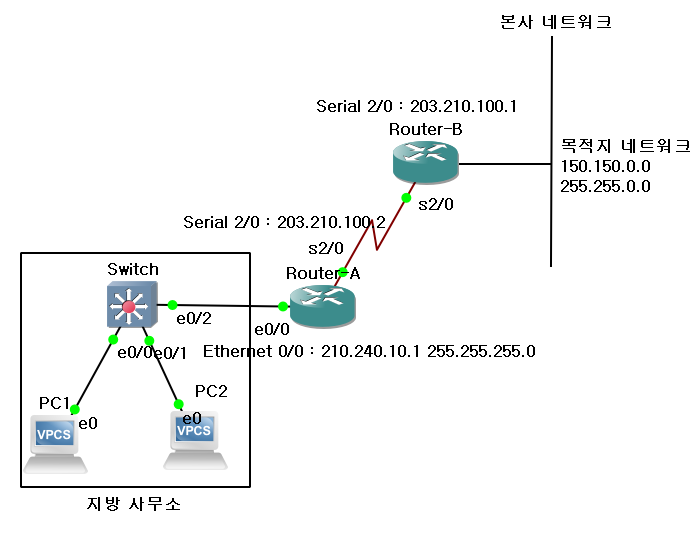 본사 네트워크
Serial 2/0 : 203.210.100.1
Router-B
목적지 네트워크
150.150.0.0
255.255.0.0
s2/0
Serial 2/0 : 203.210.100.2
s2/0
Router-A
Switch
e0/2
e0/0
e0/0
e0/1
Ethernet 0/0 : 210.240.10.1 255.255.255.0
PC1
PC2
e0
e0
VPCS
VPCS
지방 사무소